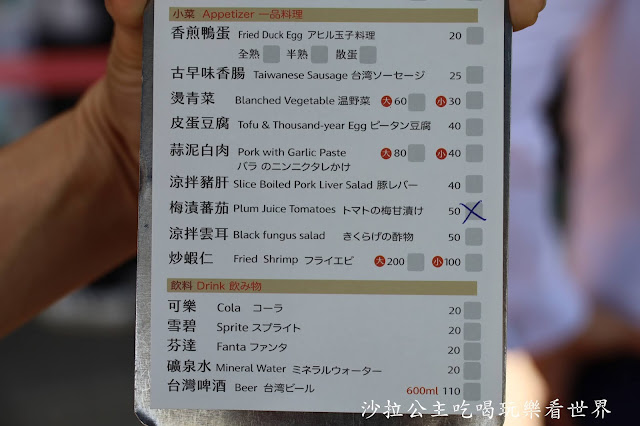 小菜 Appetizer 一品料理
香煎鴨蛋 Fried Duck Egg アヒル玉子料理 20
全熟 半熟 散蛋
古早味香腸 Taiwanese Sausage 台湾ソーセージ 25
燙青菜 Blanched Vegetable 温野菜 大 60 小 30
皮蛋豆腐 Tofu & Thousand-year Egg ピータン豆腐 40
蒜泥白肉 Pork with Garlic Paste 大 80 小 40
バラ のニンニクタレかけ
涼拌豬肝 Slice Boiled Pork Liver Salad 豚レバー 40
梅漬蕃茄 Plum Juice Tomatoes トマトの梅甘漬け 50
涼拌雲耳 Black fungus salad きくらげの酢物 50
炒蝦仁 Fried Shrimp フライエビ 大 200 小 100
飲料 Drink 飲み物
可樂 Cola コーラ 20
雪碧 Sprite スプライト 20
芬達 Fanta ファンタ 20
礦泉水 Mineral Water ミネラルウォーター 20
台灣啤酒 Beer 台湾ビール 600ml 110
沙拉公主吃喝玩樂看世界